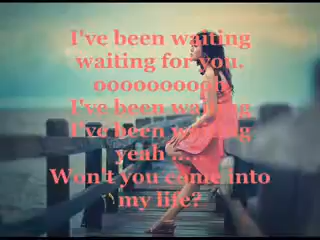 I've been waiting
waiting for you.
oooooooooh
I've been waiting
I've been waiting
yeah .....
Won't you come into
my life?